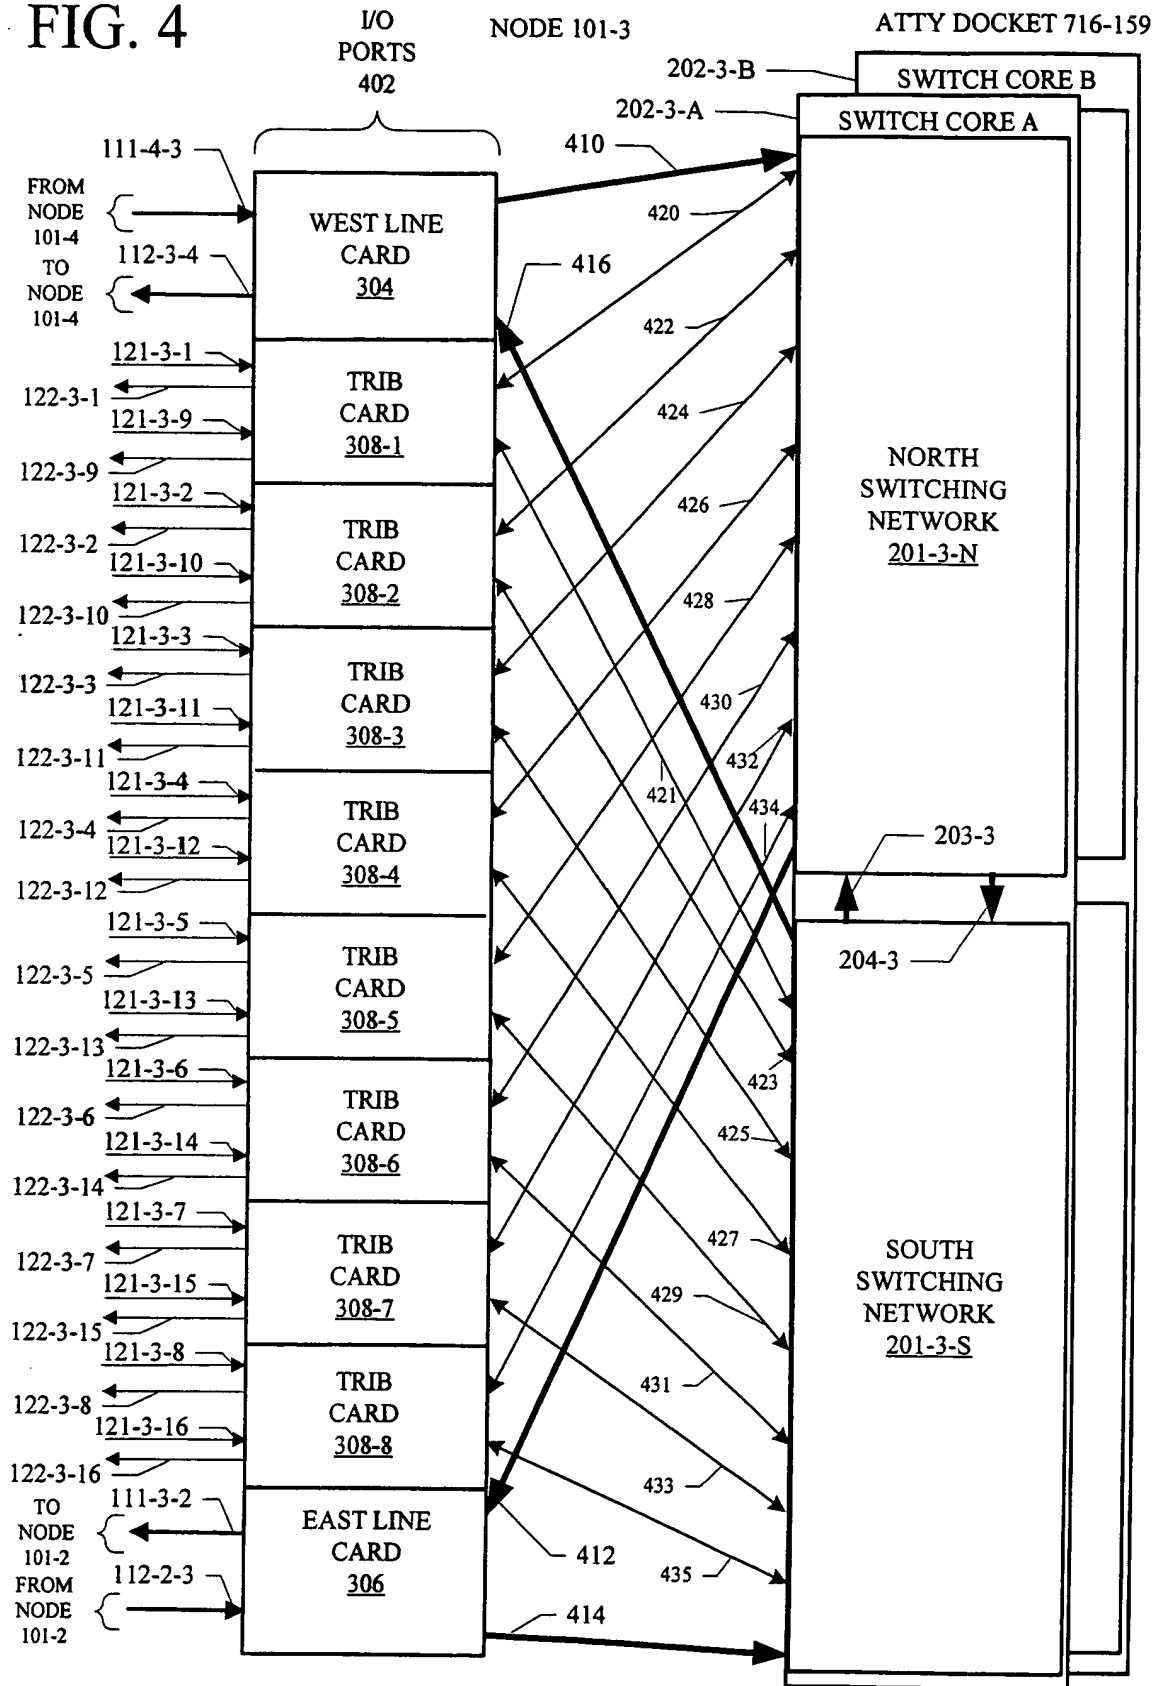 FIG. 4
I/O
PORTS
402
NODE 101-3
ATTY DOCKET 716-159
202-3-B
SWITCH CORE B
202-3-A
SWITCH CORE A
111-4-3
FROM
NODE
101-4
112-3-4
TO
NODE
101-4
WEST LINE
CARD
304
410
420
416
422
424
426
428
430
432
434
421
121-3-1
122-3-1
121-3-9
122-3-9
TRIB
CARD
308-1
121-3-2
122-3-2
121-3-10
122-3-10
TRIB
CARD
308-2
121-3-3
122-3-3
121-3-11
122-3-11
TRIB
CARD
308-3
121-3-4
122-3-4
121-3-12
122-3-12
TRIB
CARD
308-4
121-3-5
122-3-5
121-3-13
122-3-13
TRIB
CARD
308-5
121-3-6
122-3-6
121-3-14
122-3-14
TRIB
CARD
308-6
121-3-7
122-3-7
121-3-15
122-3-15
TRIB
CARD
308-7
121-3-8
122-3-8
121-3-16
122-3-16
TRIB
CARD
308-8
TO
NODE
101-2
111-3-2
FROM
NODE
101-2
112-2-3
EAST LINE
CARD
306
NORTH
SWITCHING
NETWORK
201-3-N
203-3
204-3
423
425
427
429
431
433
435
412
414
SOUTH
SWITCHING
NETWORK
201-3-S